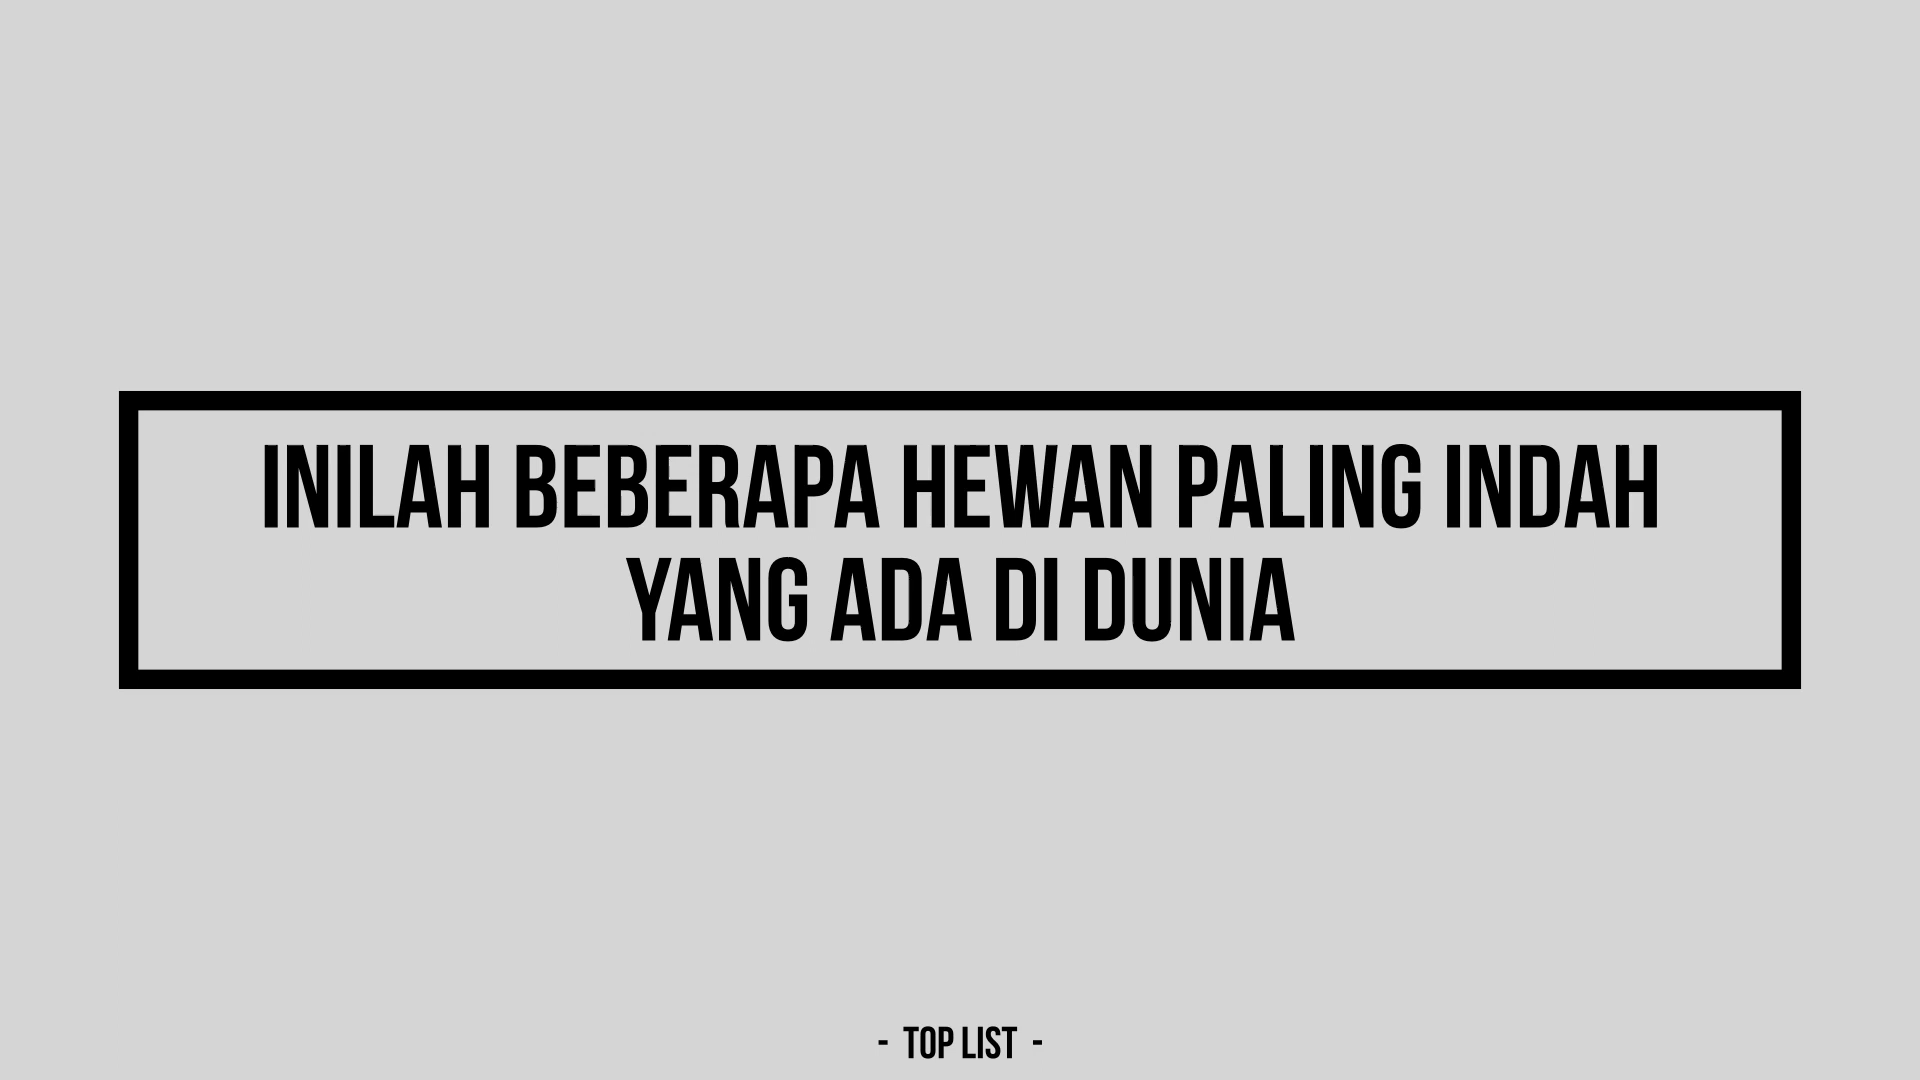 INILAH BEBERAPA HEWAN PALING INDAH
YANG ADA DI DUNIA
- TOP LIST -